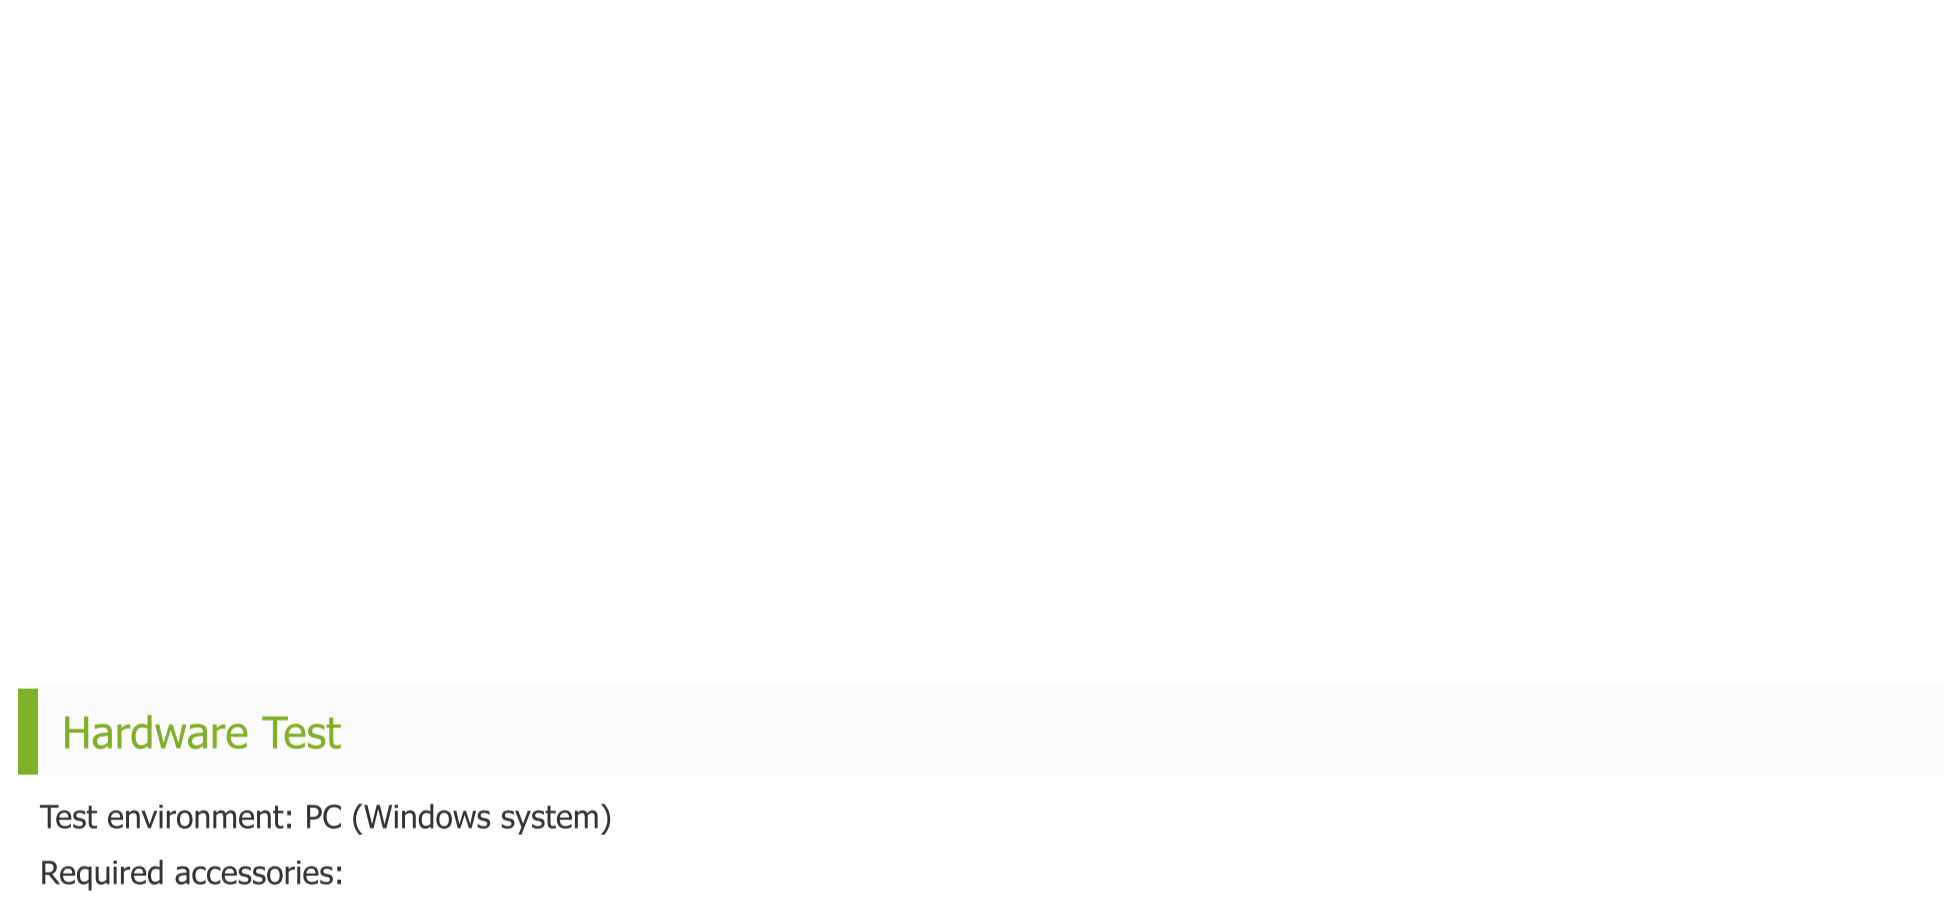 Hardware Test
Test environment: PC (Windows system)
Required accessories: